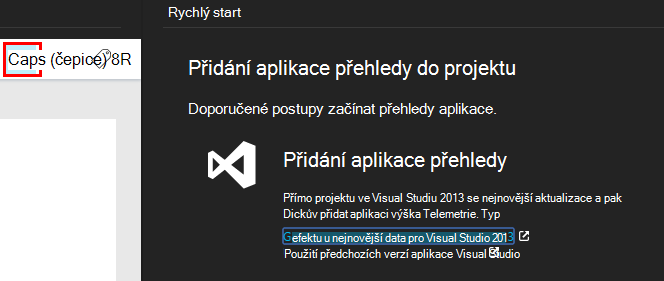 Rychlý start
Caps (čepice) 8R
Přidání aplikace přehledy do projektu
Doporučené postupy začínat přehledy aplikace.
Přidání aplikace přehledy
Přímo projektu ve Visual Studiu 2013 se nejnovější aktualizace a pak
Dickův přidat aplikaci výška Telemetrie. Typ
Gefektu u nejnovější data pro Visual Studio 2013
Použití předchozích verzí aplikace Visual Studio